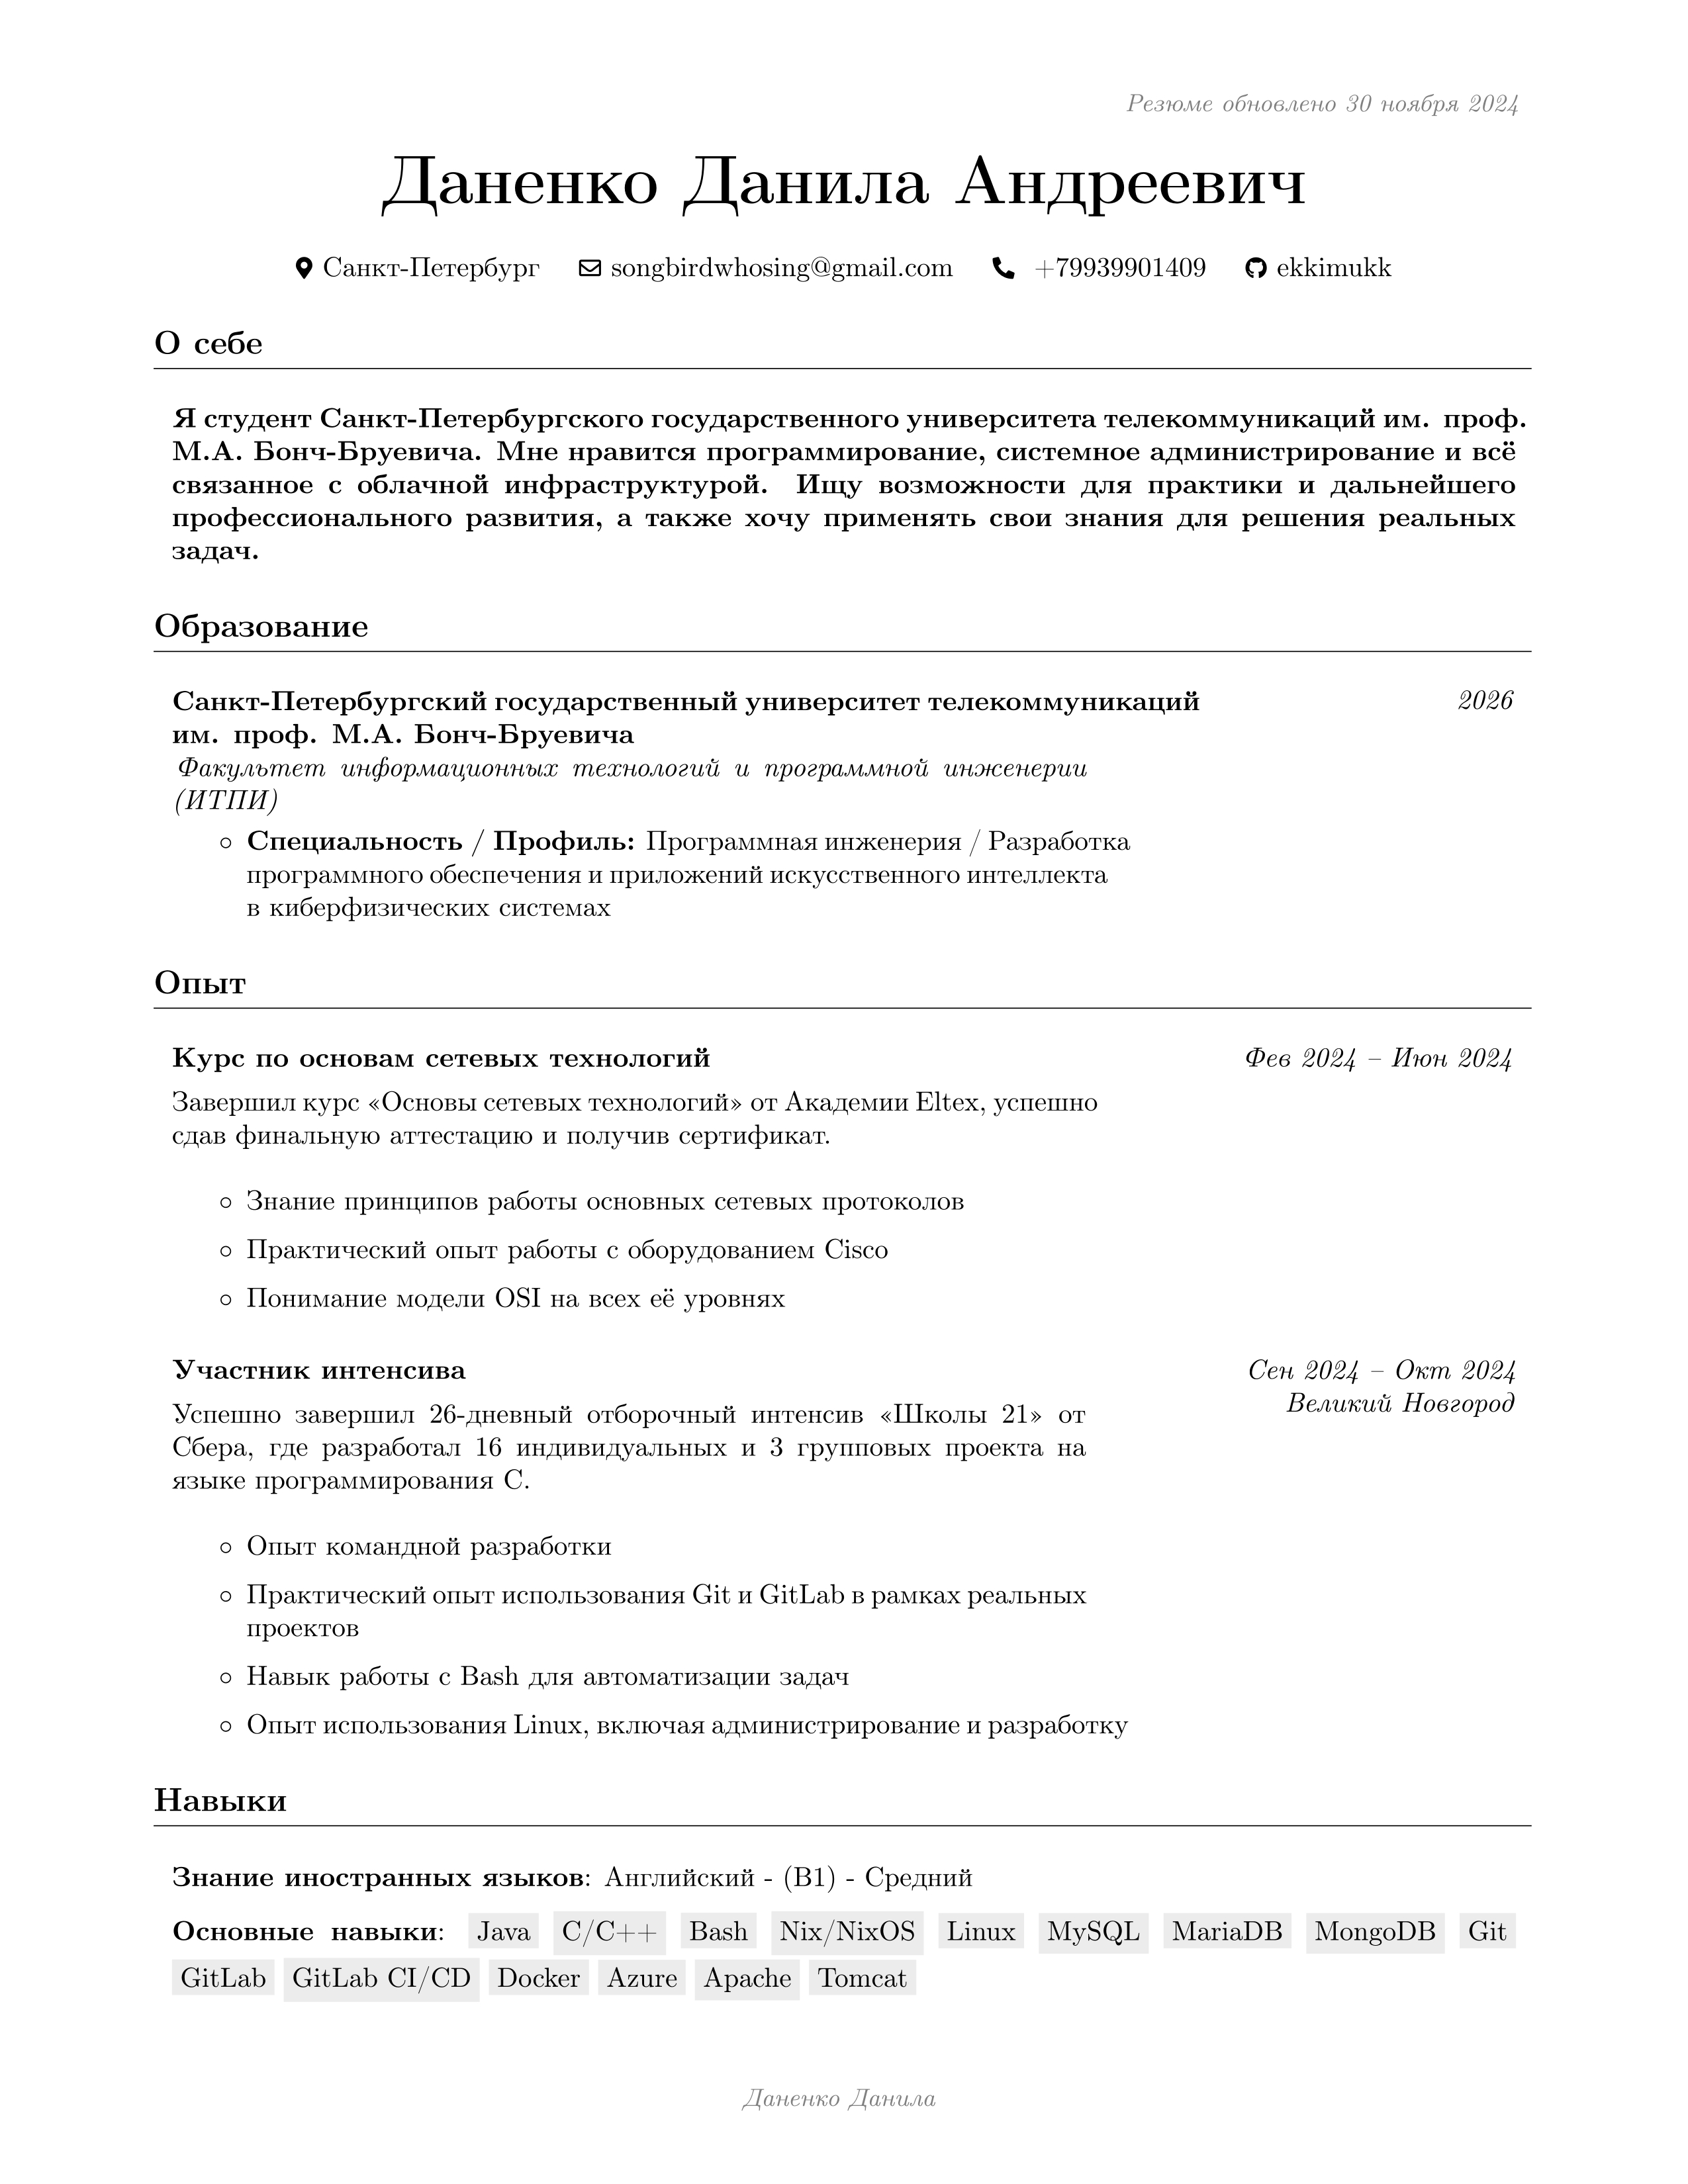 Резюме обновлено 30 ноября 2024
Даненко Данила Андреевич
Санкт-Петербург songbirdwhosing@gmail.com +79939901409 ekkimukk
О себе
Я студент Санкт-Петербургского государственного университета телекоммуникаций им. проф.
М.А. Бонч-Бруевича. Мне нравится программирование, системное администрирование и всё
связанное с облачной инфраструктурой. Ищу возможности для практики и дальнейшего
профессионального развития, а также хочу применять свои знания для решения реальных
задач.
Образование
Санкт-Петербургский государственный университет телекоммуникаций 2026
им. проф. М.А. Бонч-Бруевича
Факультет информационных технологий и программной инженерии
(ИТПИ)
◦ Специальность / Профиль: Программная инженерия / Разработка
программного обеспечения и приложений искусственного интеллекта
в киберфизических системах
Опыт
Курс по основам сетевых технологий Фев 2024 – Июн 2024
Завершил курс «Основы сетевых технологий» от Академии Eltex, успешно
сдав финальную аттестацию и получив сертификат.
◦ Знание принципов работы основных сетевых протоколов
◦ Практический опыт работы с оборудованием Cisco
◦ Понимание модели OSI на всех её уровнях
Участник интенсива Сен 2024 – Окт 2024
Великий Новгород
Успешно завершил 26-дневный отборочный интенсив «Школы 21» от
Сбера, где разработал 16 индивидуальных и 3 групповых проекта на
языке программирования C.
◦ Опыт командной разработки
◦ Практический опыт использования Git и GitLab в рамках реальных
проектов
◦ Навык работы с Bash для автоматизации задач
◦ Опыт использования Linux, включая администрирование и разработку
Навыки
Знание иностранных языков: Английский - (B1) - Средний
Основные навыки: Java C/C++ Bash Nix/NixOS Linux MySQL MariaDB MongoDB Git
GitLab GitLab CI/CD Docker Azure Apache Tomcat
Даненко Данила